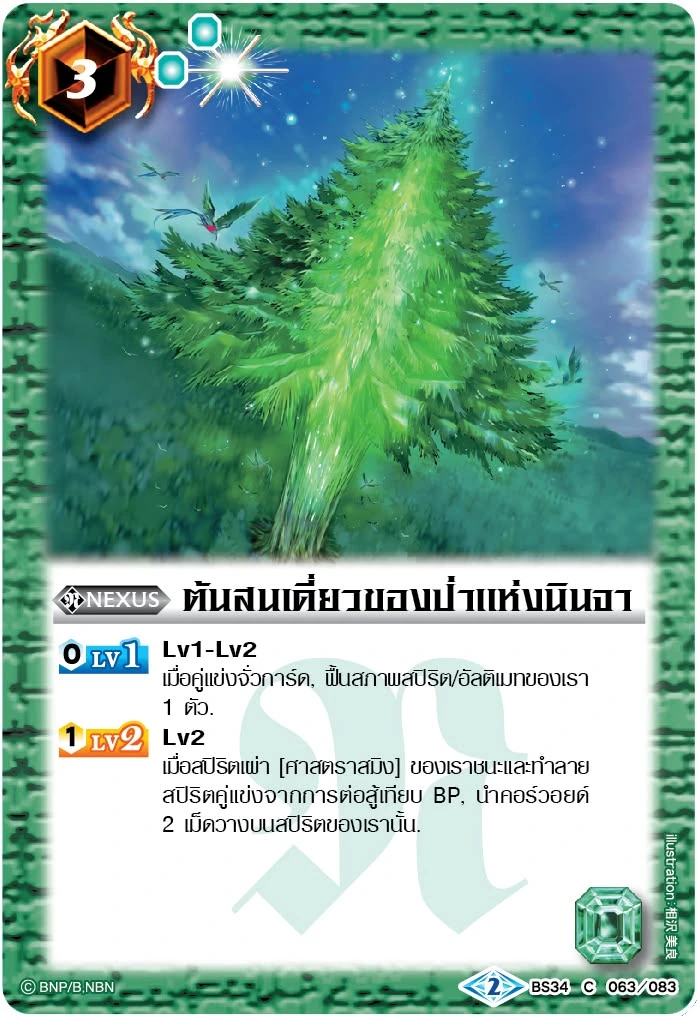 3
NEXUS ต้นสนเดี่ยวของป่าแห่งนินจา
0 LV1
Lv1-Lv2
เมื่อคู่แข่งจั่วการ์ด, ฟื้นสภาพสปิริต/อัลติเมทของเรา
1 ตัว.
1 LV2
Lv2
เมื่อสปิริตเผ่า [ศาสตราสมิง] ของเราชนะและทำลาย
สปิริตคู่แข่งจากการต่อสู้เทียบ BP, นำคอร์วอยด์
2 เม็ดวางบนสปิริตของเรานั้น.
illustration:相沢 美良
© BNP/B,NBN
2 BS34 C 063/083